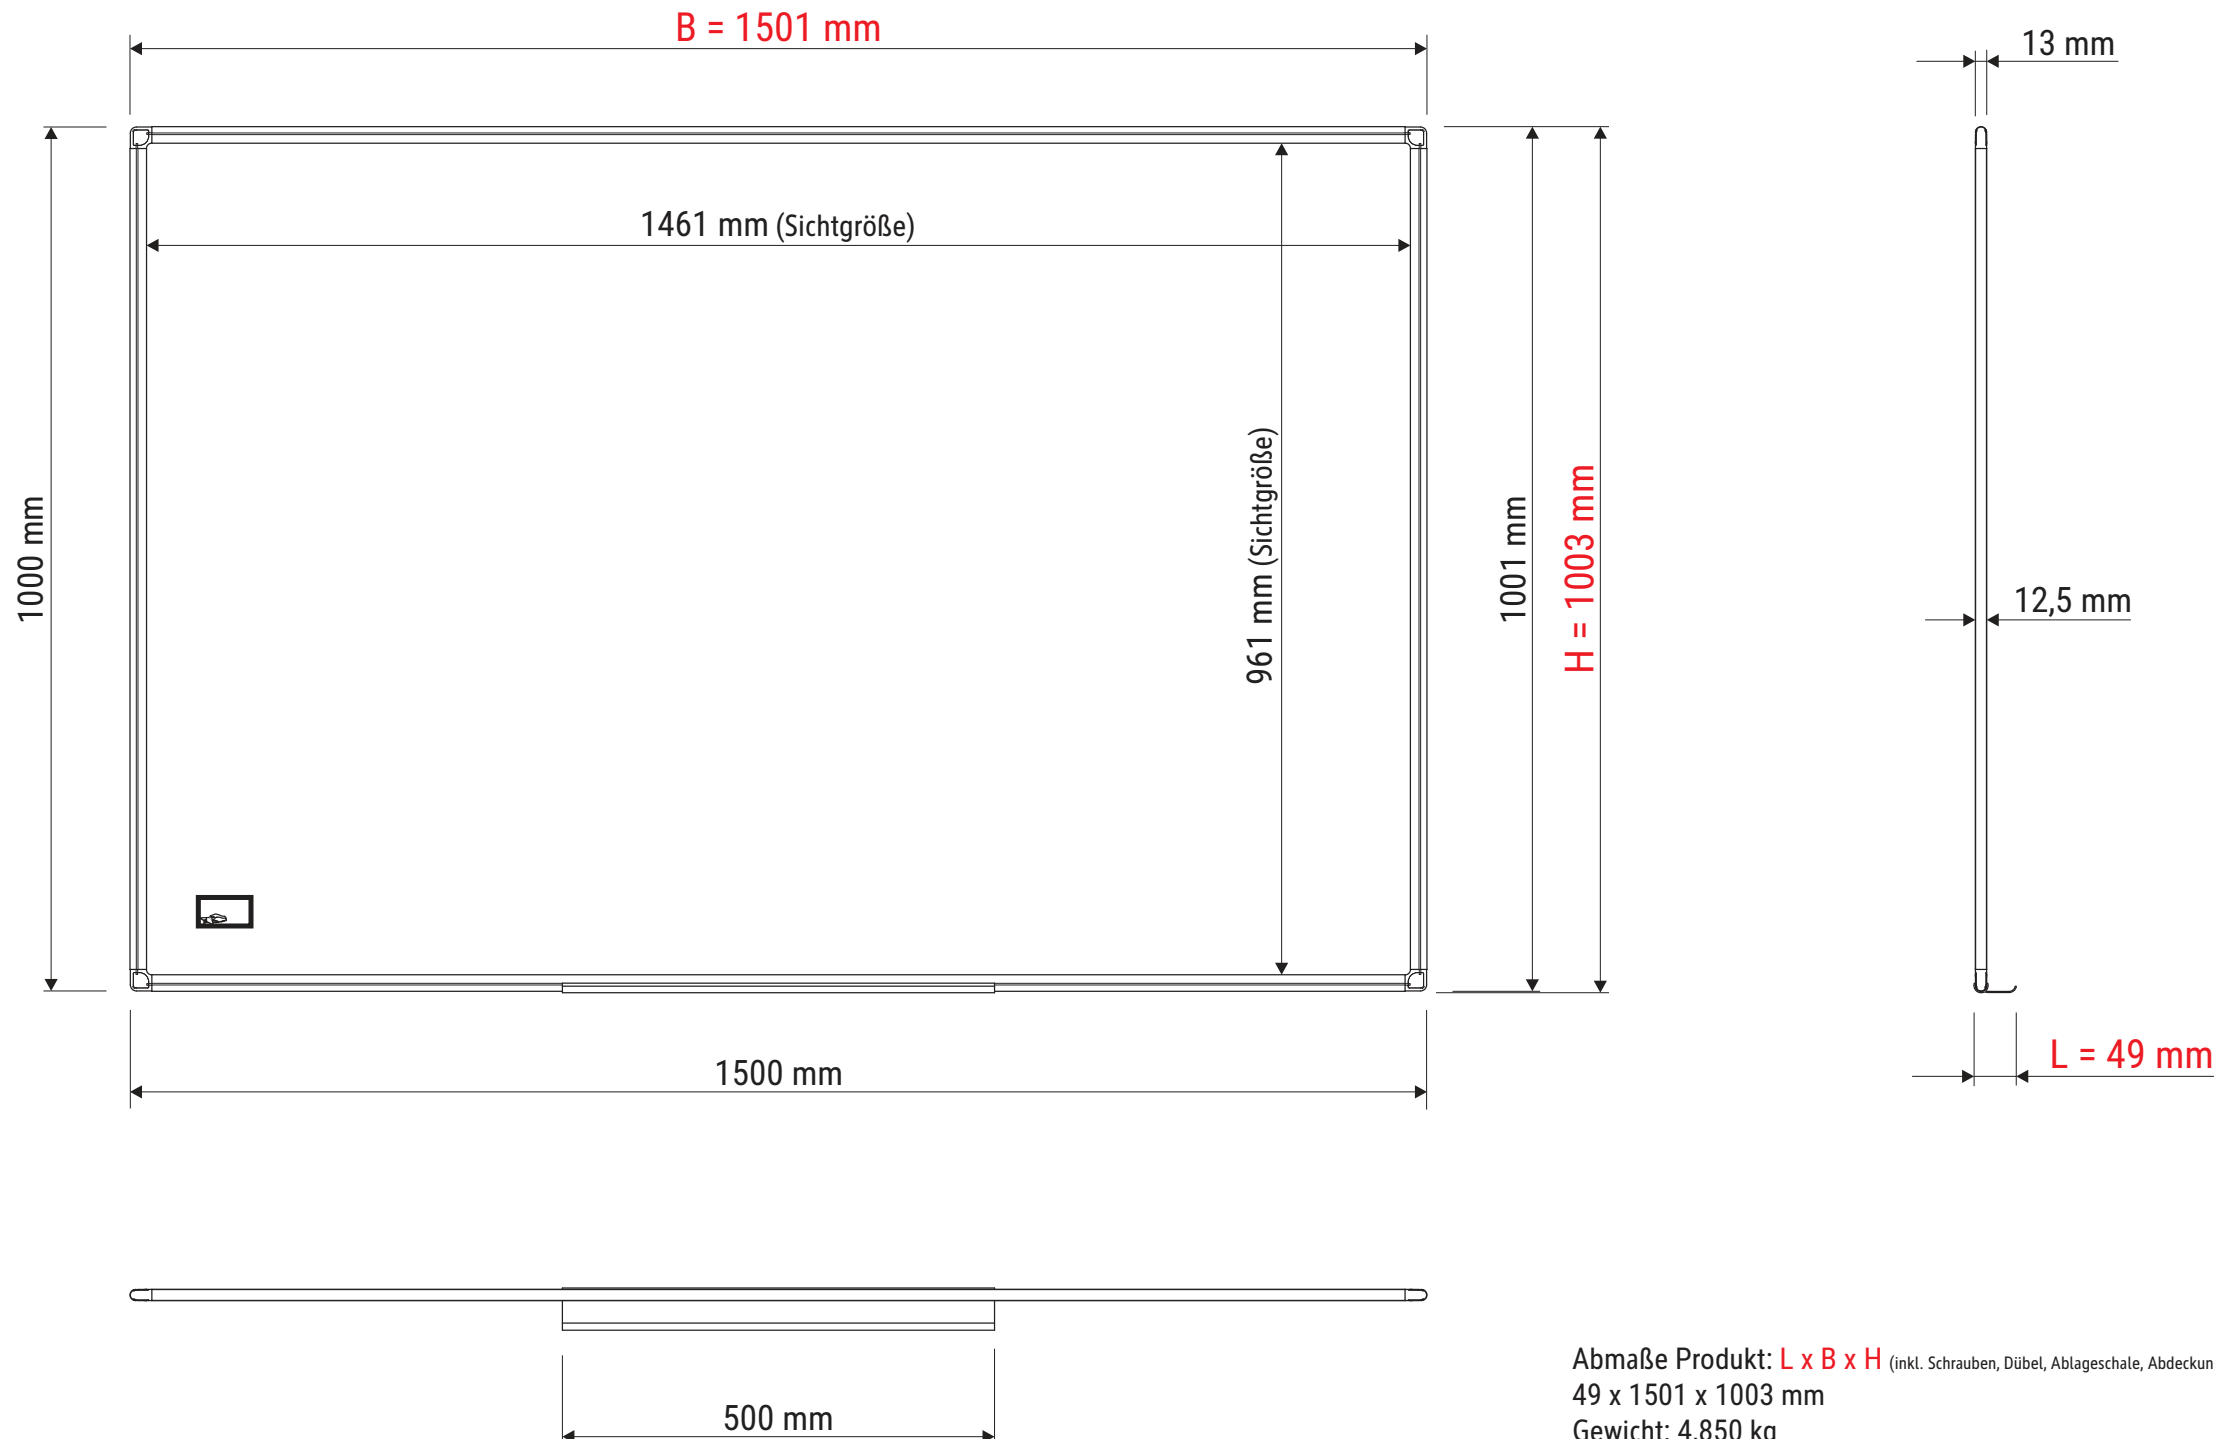 B = 1501 mm
13 mm
1461 mm (Sichtgröße)
1000 mm
961 mm (Sichtgröße)
1001 mm
H = 1003 mm
12,5 mm
L = 49 mm
1500 mm
500 mm
Abmaße Produkt: L x B x H (inkl. Schrauben, Dübel, Ablageschale, Abdeckun
49 x 1501 x 1003 mm
Gewicht: 4,850 kg